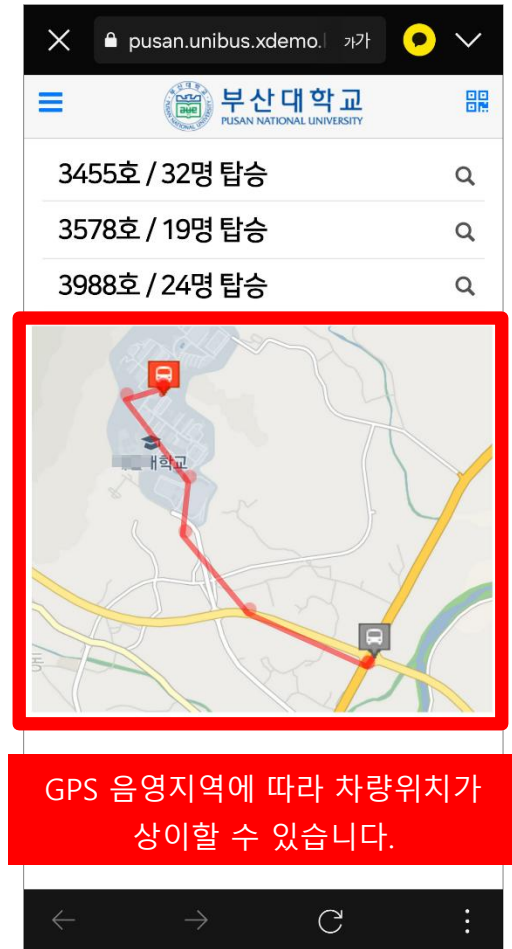 pusan.unibus.xdemo.
가가
부산대학교
PUSAN NATIONAL UNIVERSITY
3455호 / 32명 탑승
3578호 / 19명 탑승
3988호 / 24명 탑승
대학교
동
GPS 음영지역에 따라 차량위치가
상이할 수 있습니다.